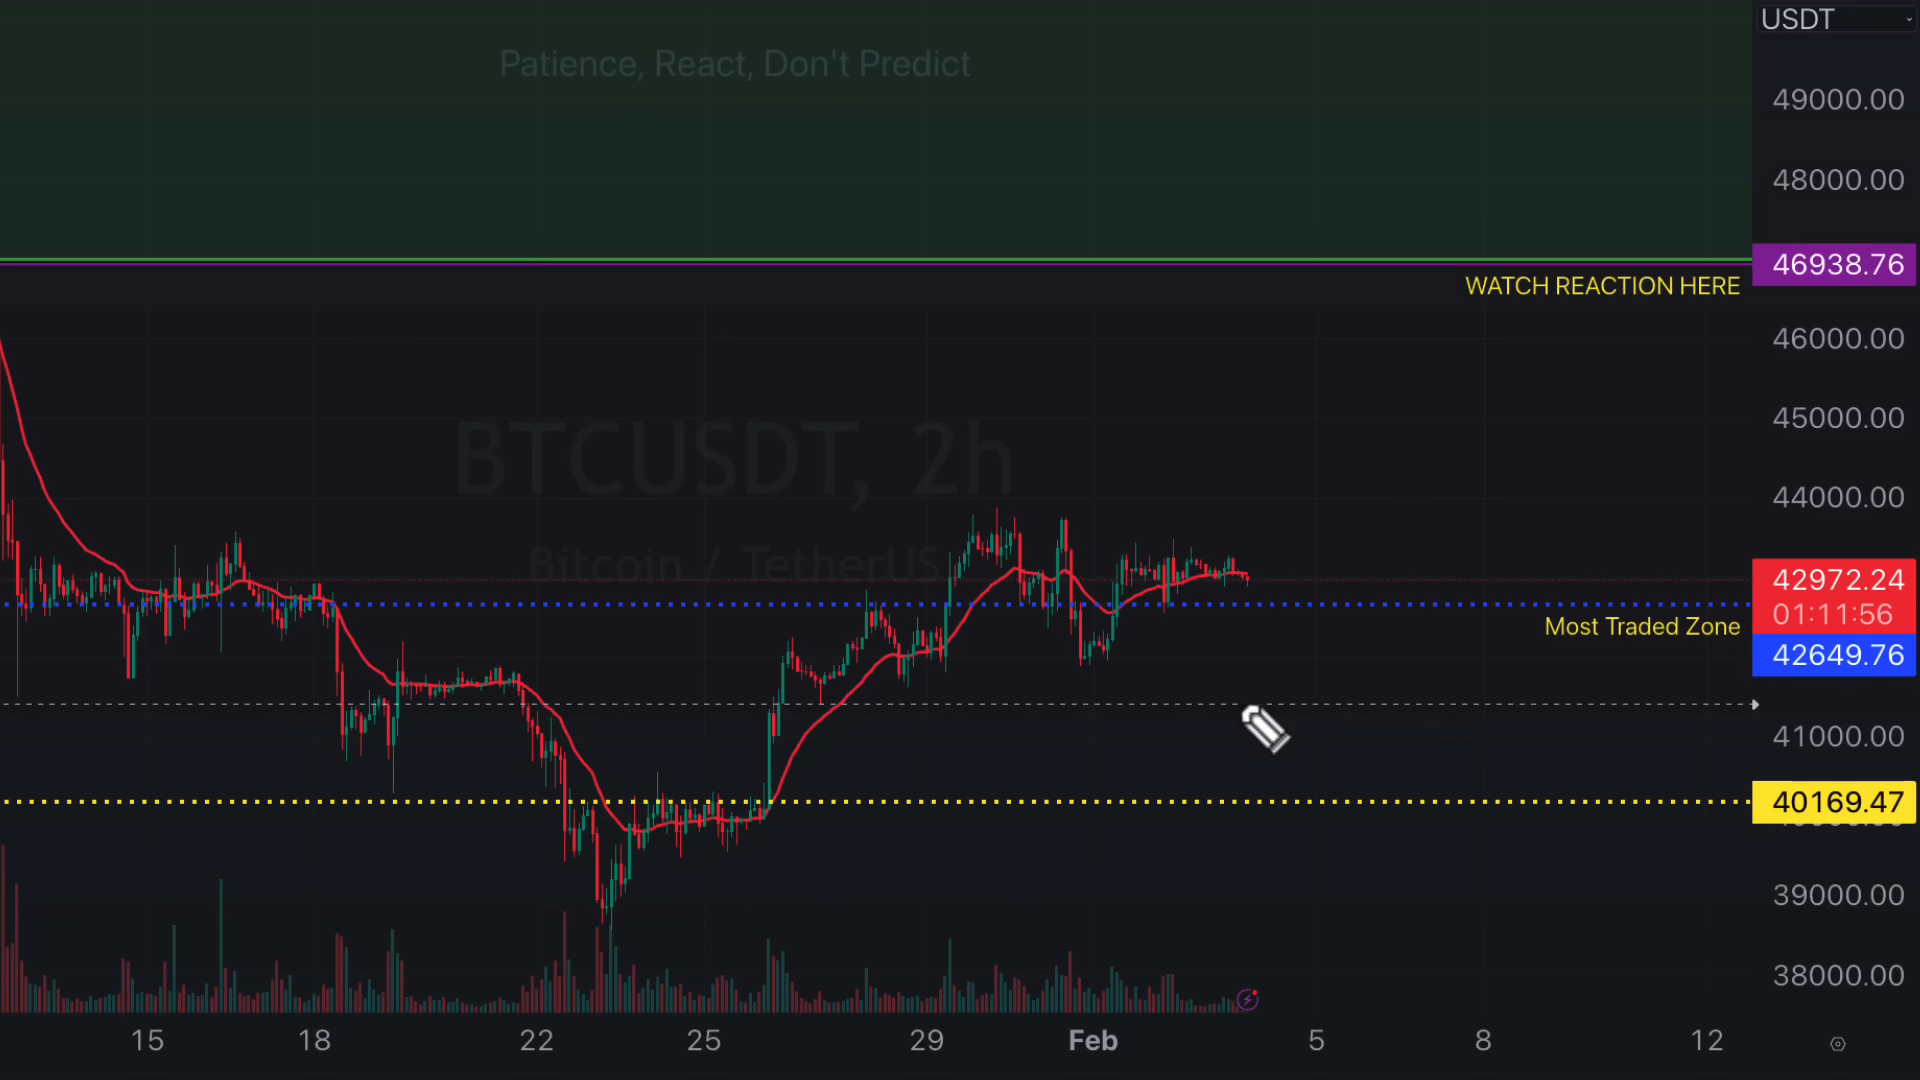 USDT
Patience, React, Don't Predict
49000.00
48000.00
46938.76
WATCH REACTION HERE
46000.00
45000.00
BTCUSDT, 2h
44000.00
Bitcoin / TetherUS
42972.24
01:11:56
Most Traded Zone
42649.76
41000.00
40169.47
39000.00
38000.00
15 18 22 25 29 Feb 5 8 12